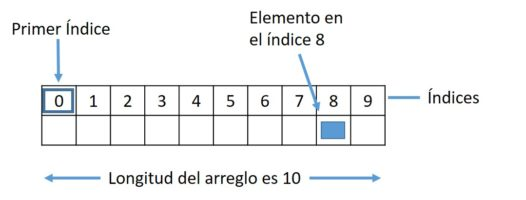 Primer Índice
Elemento en
el índice 8
0 1 2 3 4 5 6 7 8 9
Índices
Longitud del arreglo es 10